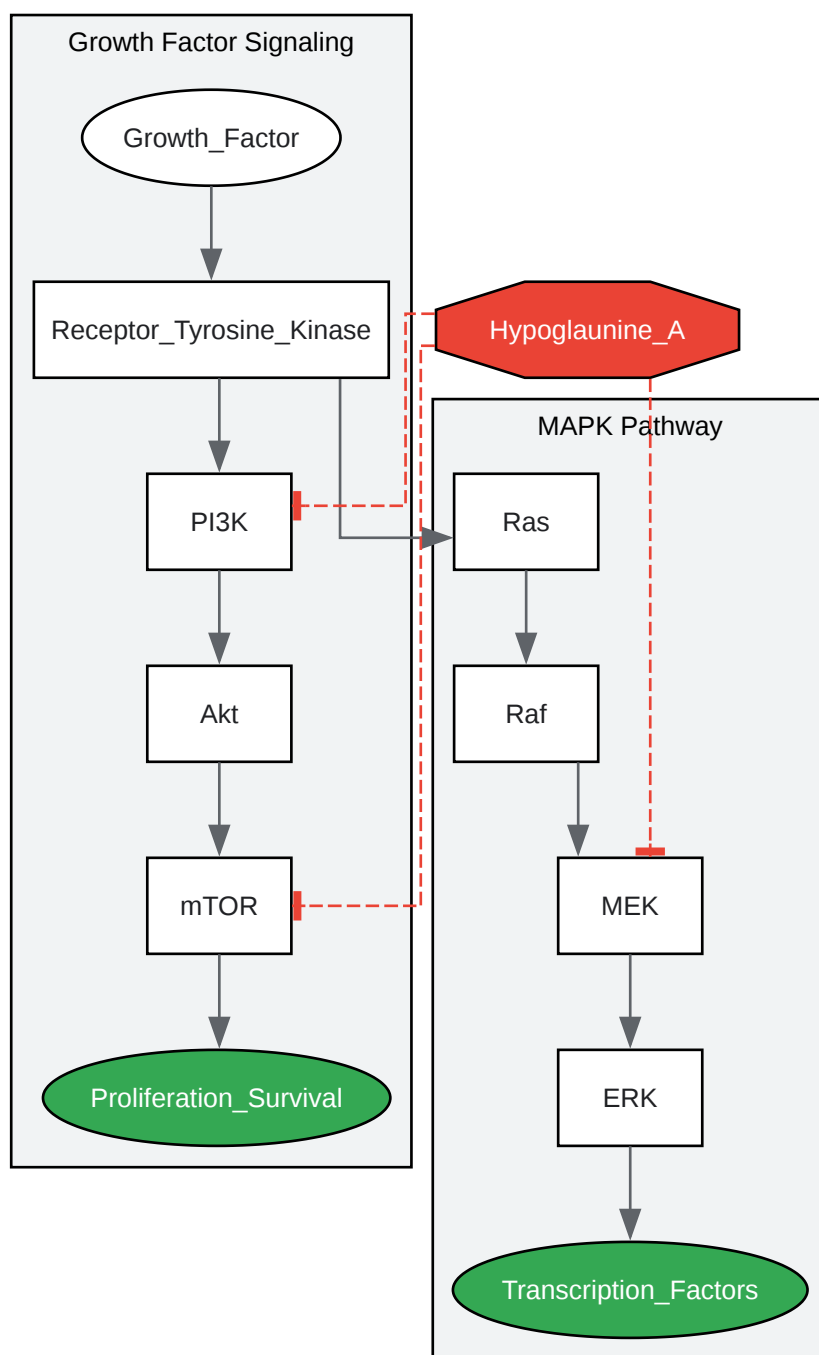 Growth Factor Signaling
Growth_Factor
Receptor_Tyrosine_Kinase
Hypoglaunine_A
MAPK Pathway
PI3K
Ras
Akt
Raf
mTOR
MEK
Proliferation_Survival
ERK
Transcription_Factors